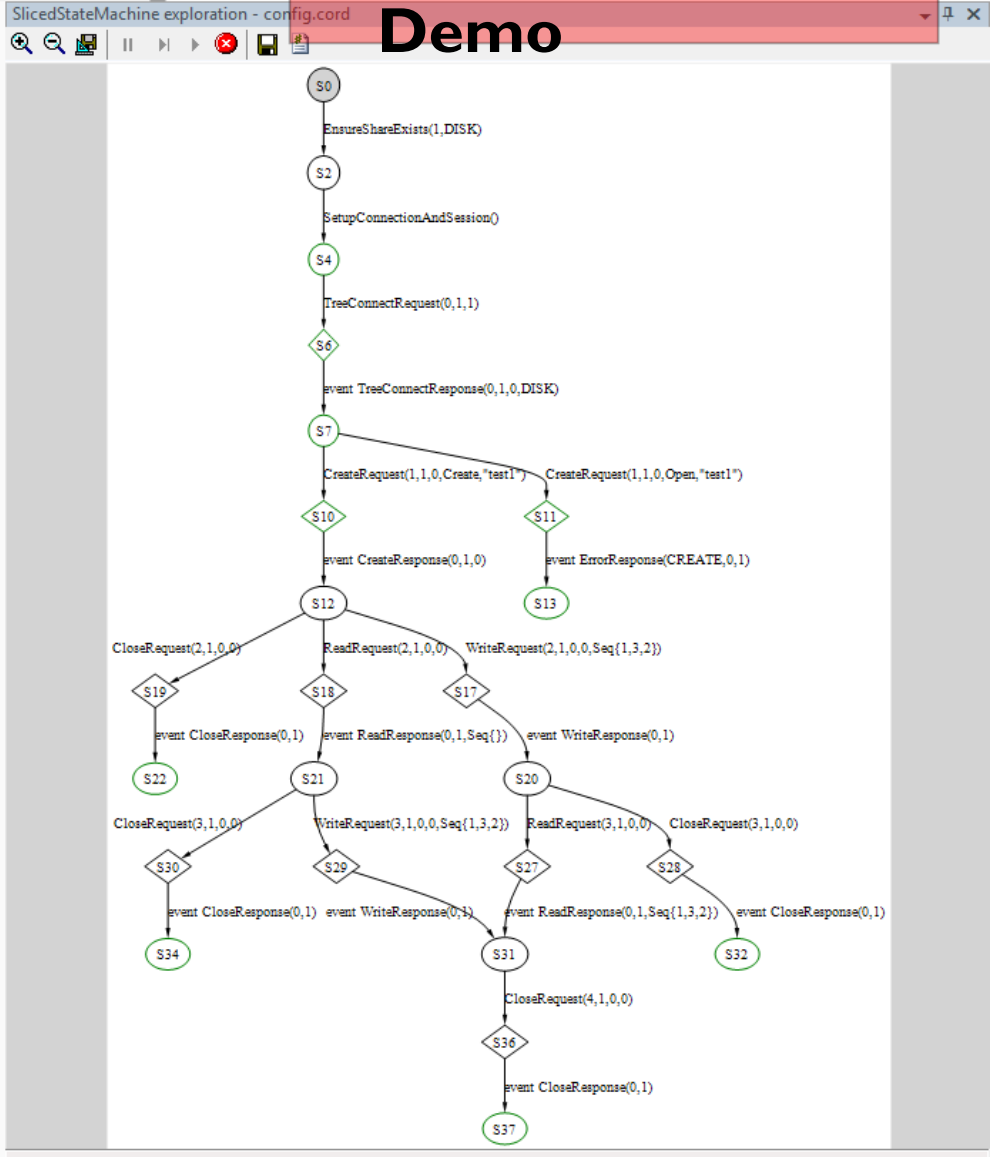 SlicedStateMachine exploration - config.cord
Demo
S0
EnsureShareExists(1,DISK)
S2
SetupConnectionAndSession()
S4
TreeConnectRequest(0,1,1)
S6
event TreeConnectResponse(0,1,0,DISK)
S7
CreateRequest(1,1,0,Create,"test1") CreateRequest(1,1,0,Open,"test1")
S10 S11
event CreateResponse(0,1,0) event ErrorResponse(CREATE,0,1)
S12 S13
CloseRequest(2,1,0,0) ReadRequest(2,1,0,0) WriteRequest(2,1,0,0,Seq{1,3,2})
S19 S18 S17
event CloseResponse(0,1) event ReadResponse(0,1,Seq{}) event WriteResponse(0,1)
S22 S21 S20
CloseRequest(3,1,0,0) WriteRequest(3,1,0,0,Seq{1,3,2}) ReadRequest(3,1,0,0) CloseRequest(3,1,0,0)
S30 S29 S27 S28
event CloseResponse(0,1) event WriteResponse(0,1) event ReadResponse(0,1,Seq{1,3,2}) event CloseResponse(0,1)
S34 S31 S32
CloseRequest(4,1,0,0)
S36
event CloseResponse(0,1)
S37